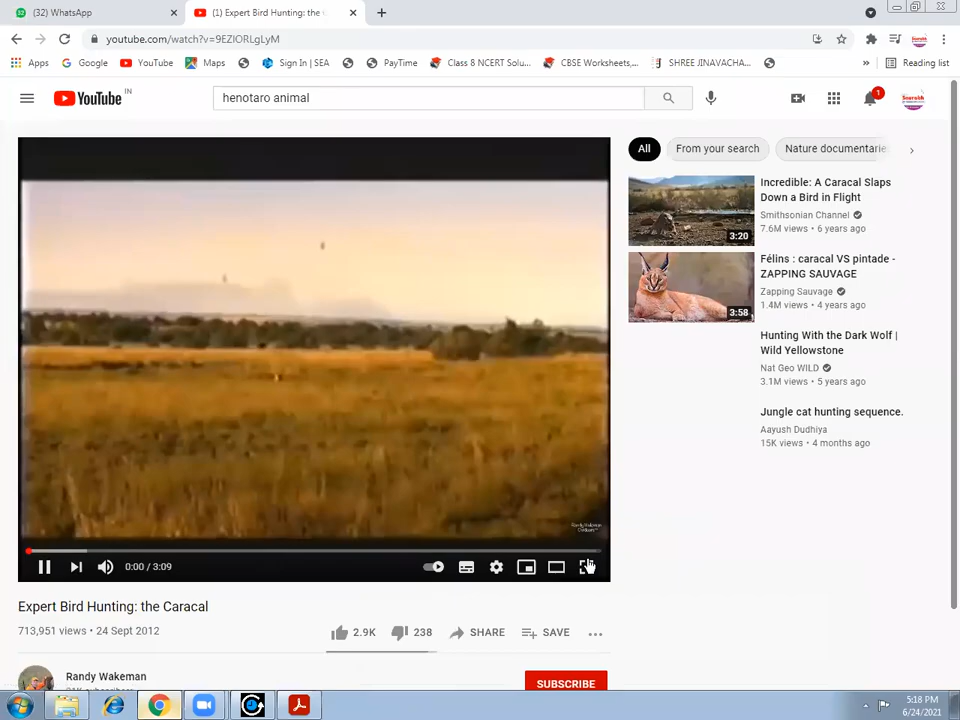 (32) WhatsApp
(1) Expert Bird Hunting: the
youtube.com/watch?v=9EZIORLgLyM
Apps
Google
YouTube
Maps
Sign In | SEA
PayTime
Class 8 NCERT Solu...
CBSE Worksheets,...
SHREE JINAVACHA...
»
Reading list
YouTube IN
henotaro animal
1
All
From your search
Nature documentarie
Incredible: A Caracal Slaps
Down a Bird in Flight
Smithsonian Channel
7.6M views • 6 years ago
3:20
Félins : caracal VS pintade -
ZAPPING SAUVAGE
Zapping Sauvage
1.4M views • 4 years ago
3:58
Hunting With the Dark Wolf |
Wild Yellowstone
Nat Geo WILD
3.1M views • 5 years ago
Jungle cat hunting sequence.
Aayush Dudhiya
15K views • 4 months ago
0:00 / 3:09
Expert Bird Hunting: the Caracal
713,951 views • 24 Sept 2012
2.9K
238
SHARE
SAVE
Randy Wakeman
SUBSCRIBE
5:18 PM
6/24/2021